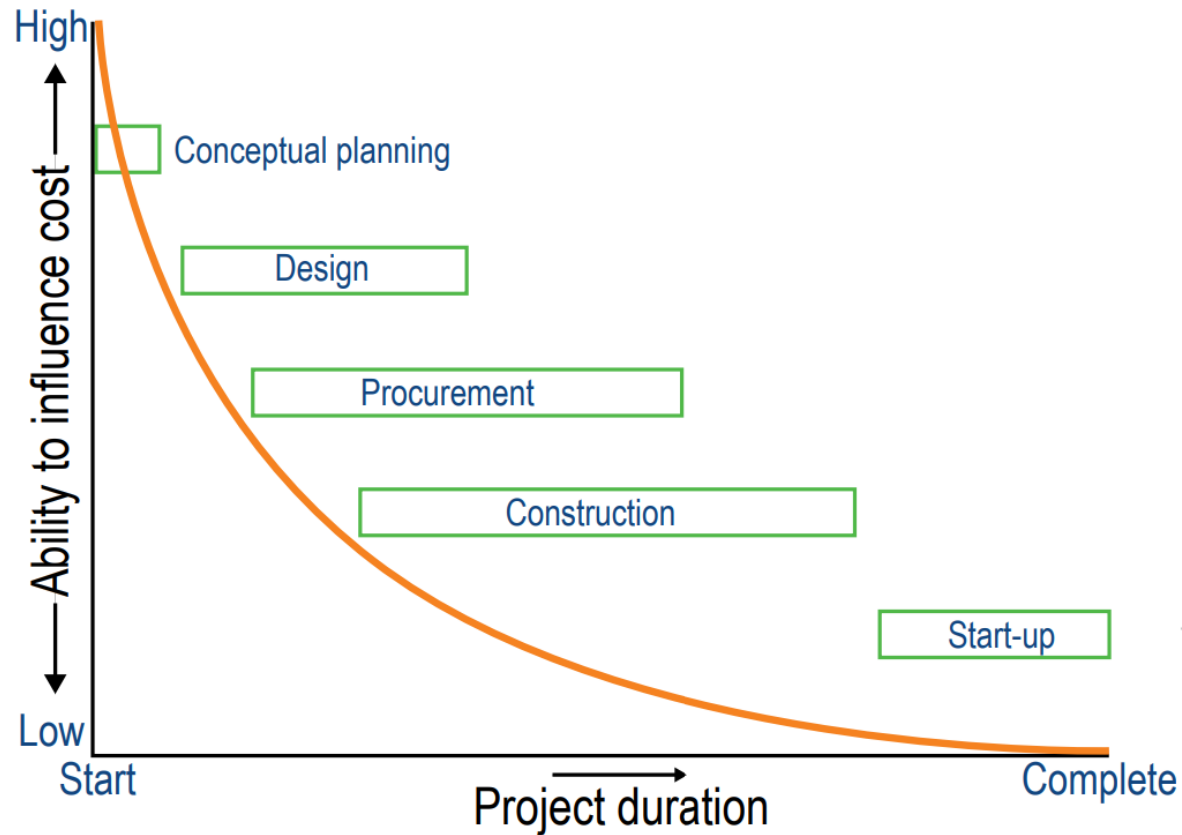 High
Ability to influence cost
Conceptual planning
Design
Procurement
Construction
Start-up
Low
Start
Project duration
Complete